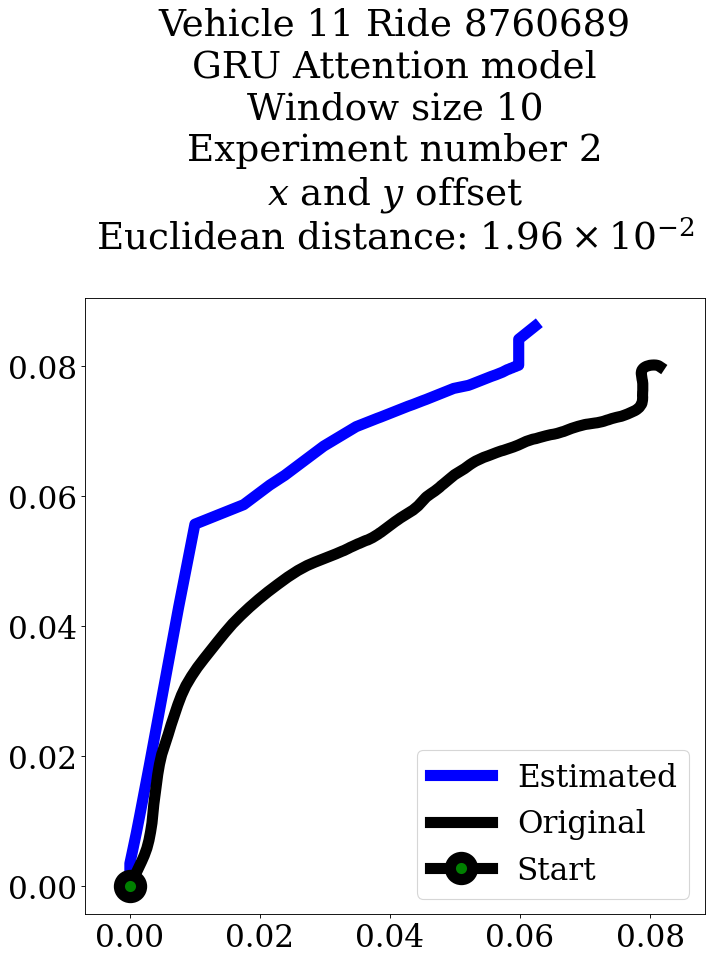 Vehicle 11 Ride 8760689
GRU Attention model
Window size 10
Experiment number 2
x and y offset
Euclidean distance: 1.96 × 10⁻²
0.08
0.06
0.04
0.02
0.00
Estimated
Original
Start
0.00 0.02 0.04 0.06 0.08